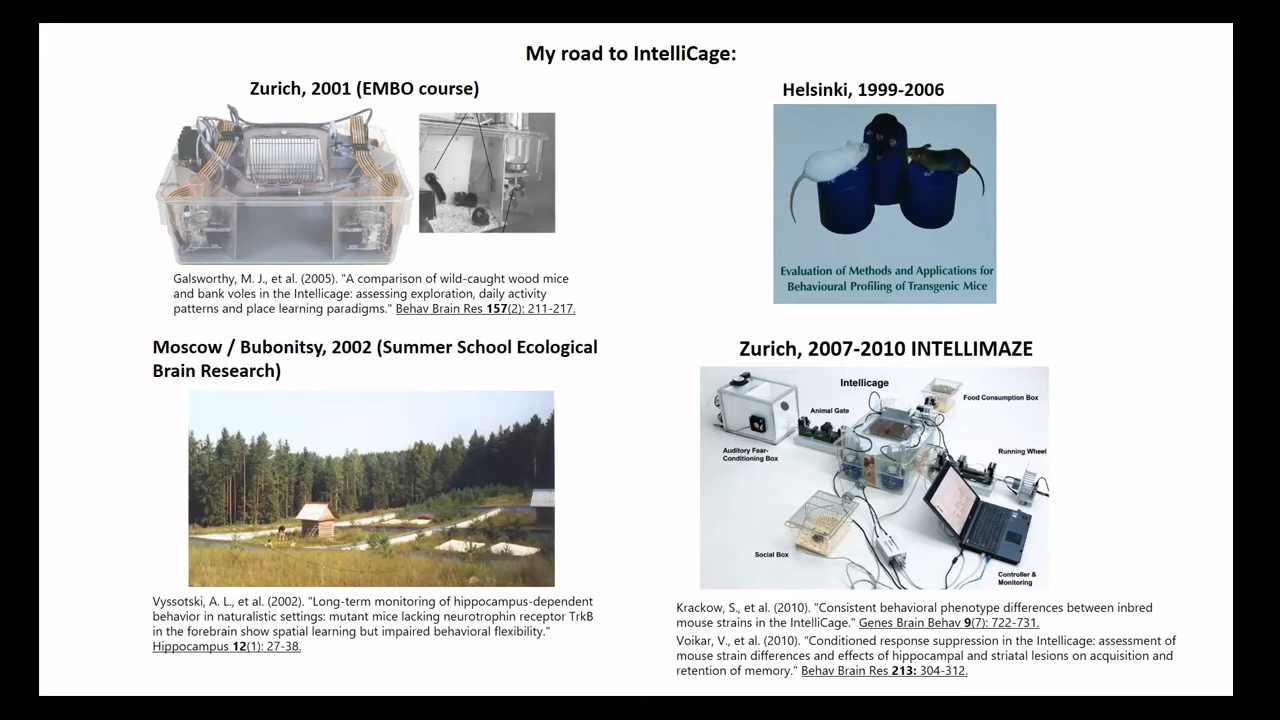 My road to IntelliCage:
Zurich, 2001 (EMBO course)
Galsworthy, M. J., et al. (2005). "A comparison of wild-caught wood mice
and bank voles in the Intellicage: assessing exploration, daily activity
patterns and place learning paradigms." Behav Brain Res 157(2): 211-217.
Helsinki, 1999-2006
Evaluation of Methods and Applications for
Behavioural Profiling of Transgenic Mice
Moscow / Bubonitsy, 2002 (Summer School Ecological
Brain Research)
Vyssotski, A. L., et al. (2002). "Long-term monitoring of hippocampus-dependent
behavior in naturalistic settings: mutant mice lacking neurotrophin receptor TrkB
in the forebrain show spatial learning but impaired behavioral flexibility."
Hippocampus 12(1): 27-38.
Zurich, 2007-2010 INTELLIMAZE
Intellicage
Food Consumption Box
Animal Gate
Auditory Fear-
Conditioning Box
Running Wheel
Social Box
Controller &
Monitoring
Krackow, S., et al. (2010). "Consistent behavioral phenotype differences between inbred
mouse strains in the IntelliCage." Genes Brain Behav 9(7): 722-731.
Voikar, V., et al. (2010). "Conditioned response suppression in the Intellicage: assessment of
mouse strain differences and effects of hippocampal and striatal lesions on acquisition and
retention of memory." Behav Brain Res 213: 304-312.